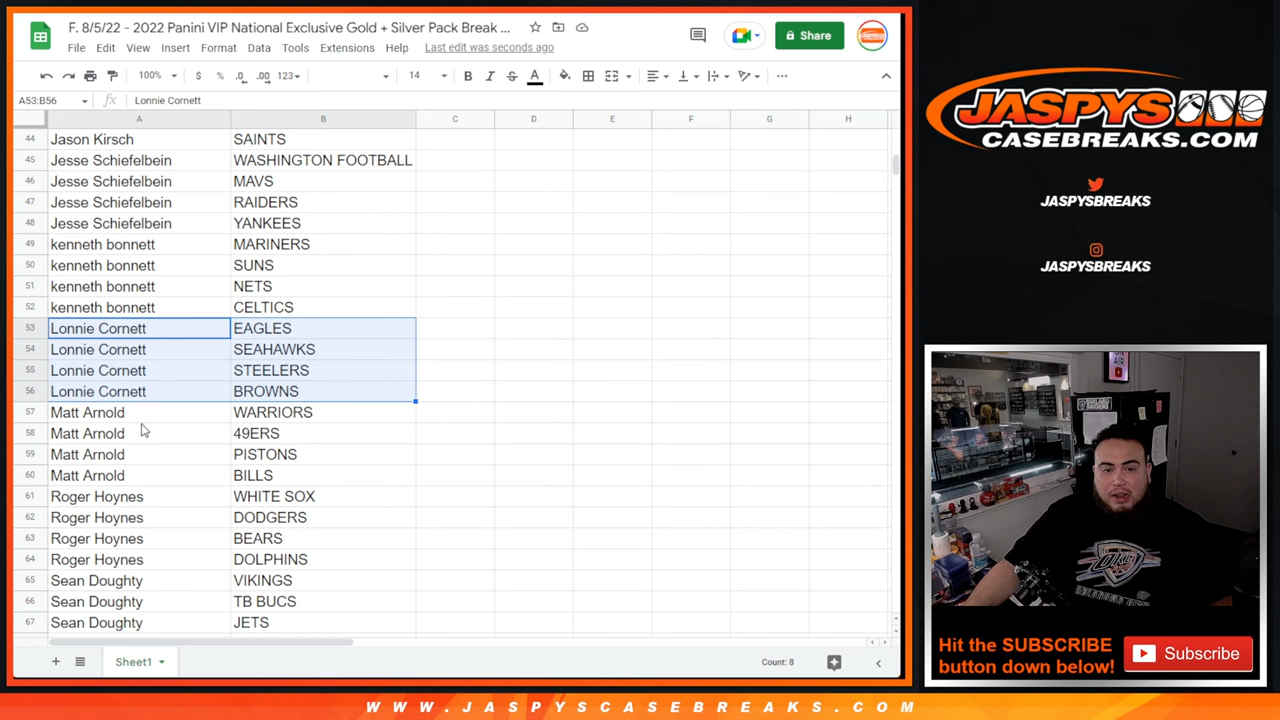 F. 8/5/22 - 2022 Panini VIP National Exclusive Gold + Silver Pack Break ...
File Edit View Insert Format Data Tools Extensions Help Last edit was seconds ago
Share
100% $ % .0 .00 123 14 B I S A
A53:B56 fx Lonnie Cornett
A B C D E F G H
44 Jason Kirsch SAINTS
45 Jesse Schiefelbein WASHINGTON FOOTBALL
46 Jesse Schiefelbein MAVS
47 Jesse Schiefelbein RAIDERS
48 Jesse Schiefelbein YANKEES
49 kenneth bonnett MARINERS
50 kenneth bonnett SUNS
51 kenneth bonnett NETS
52 kenneth bonnett CELTICS
53 Lonnie Cornett EAGLES
54 Lonnie Cornett SEAHAWKS
55 Lonnie Cornett STEELERS
56 Lonnie Cornett BROWNS
57 Matt Arnold WARRIORS
58 Matt Arnold 49ERS
59 Matt Arnold PISTONS
60 Matt Arnold BILLS
61 Roger Hoynes WHITE SOX
62 Roger Hoynes DODGERS
63 Roger Hoynes BEARS
64 Roger Hoynes DOLPHINS
65 Sean Doughty VIKINGS
66 Sean Doughty TB BUCS
67 Sean Doughty JETS
Sheet1 Count: 8
JASPYS
CASEBREAKS.COM
JASPYSBREAKS
JASPYSBREAKS
ON AIR
OKC
Hit the SUBSCRIBE
button down below!
Subscribe
WWW.JASPYSCASEBREAKS.COM